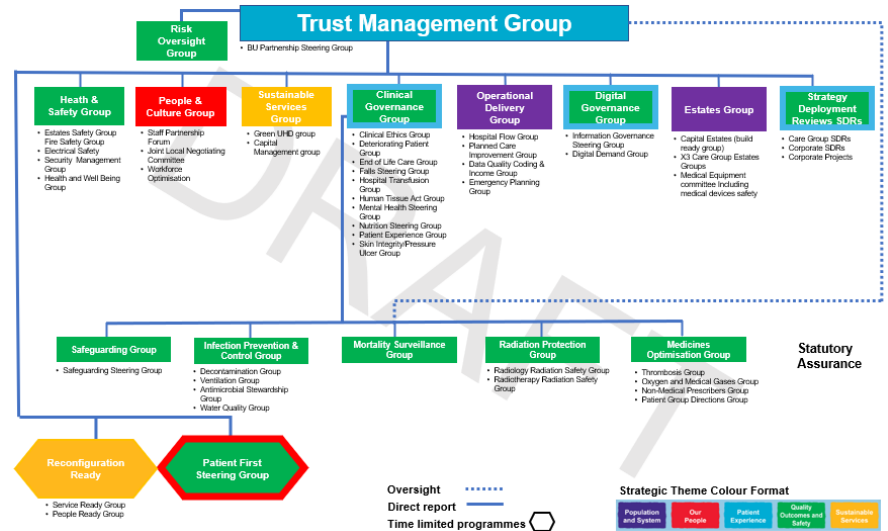 Trust Management Group
Risk
Oversight
Group
• BU Partnership Steering Group
Heath &
Safety Group
• Estates Safety Group
Fire Safety Group
• Electrical Safety
• Security Management
Group
• Health and Well Being
Group
People &
Culture Group
• Staff Partnership
Forum
• Joint Local Negotiating
Committee
• Workforce
Optimisation
Sustainable
Services Group
• Green UHD group
• Capital
Management group
Clinical
Governance
Group
• Clinical Ethics Group
• Deteriorating Patient
Group
• End of Life Care Group
• Falls Steering Group
• Hospital Transfusion
Group
• Human Tissue Act Group
• Mental Health Steering
Group
• Nutrition Steering Group
• Patient Experience Group
• Skin Integrity/Pressure
Ulcer Group
Operational
Delivery
Group
• Hospital Flow Group
• Planned Care
Improvement Group
• Data Quality Coding &
Income Group
• Emergency Planning
Group
Digital
Governance
Group
• Information Governance
Steering Group
• Digital Demand Group
Estates Group
• Capital Estates (build
ready group)
• X3 Care Group Estates
Groups
• Medical Equipment
committee Including
medical devices safety
Strategy
Deployment
Reviews SDRs
• Care Group SDRs
• Corporate SDRs
• Corporate Projects
DRAFT
Safeguarding Group
• Safeguarding Steering Group
Infection Prevention &
Control Group
• Decontamination Group
• Ventilation Group
• Antimicrobial Stewardship
Group
• Water Quality Group
Mortality Surveillance
Group
Radiation Protection
Group
• Radiology Radiation Safety Group
• Radiotherapy Radiation Safety
Group
Medicines
Optimisation Group
• Thrombosis Group
• Oxygen and Medical Gases Group
• Non-Medical Prescribers Group
• Patient Group Directions Group
Statutory
Assurance
Reconfiguration
Ready
• Service Ready Group
• People Ready Group
Patient First
Steering Group
Oversight
Direct report
Time limited programmes
Strategic Theme Colour Format
Population
and System
Our
People
Patient
Experience
Quality
Outcomes and
Safety
Sustainable
Services